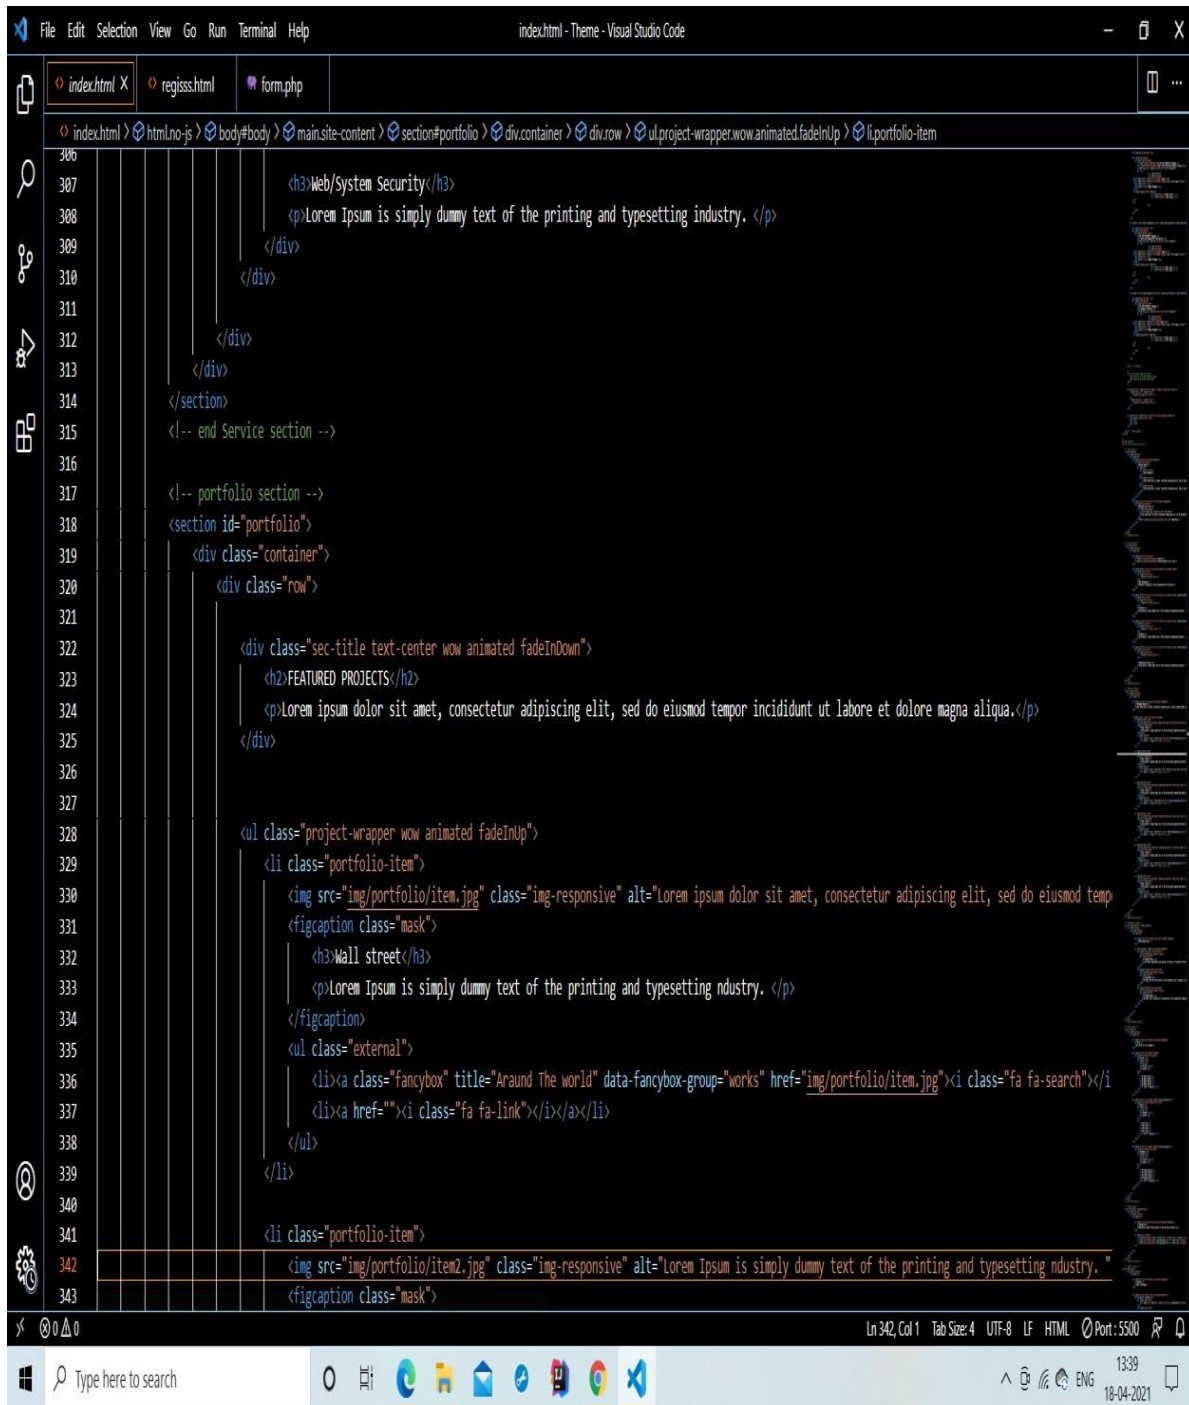 File Edit Selection View Go Run Terminal Help index.html - Theme - Visual Studio Code
index.html regisss.html form.php
index.html > html.no-js > body#body > main.site-content > section#portfolio > div.container > div.row > ul.project-wrapper.wow.animated.fadeInUp > li.portfolio-item
306
307 <h3>Web/System Security</h3>
308 <p>Lorem Ipsum is simply dummy text of the printing and typesetting industry. </p>
309 </div>
310 </div>
311
312 </div>
313 </div>
314 </section>
315 <!-- end Service section -->
316
317 <!-- portfolio section -->
318 <section id="portfolio">
319 <div class="container">
320 <div class="row">
321
322 <div class="sec-title text-center wow animated fadeInDown">
323 <h2>FEATURED PROJECTS</h2>
324 <p>Lorem ipsum dolor sit amet, consectetur adipiscing elit, sed do eiusmod tempor incididunt ut labore et dolore magna aliqua.</p>
325 </div>
326
327
328 <ul class="project-wrapper wow animated fadeInUp">
329 <li class="portfolio-item">
330 <img src="img/portfolio/item.jpg" class="img-responsive" alt="Lorem ipsum dolor sit amet, consectetur adipiscing elit, sed do eiusmod temp
331 <figcaption class="mask">
332 <h3>Wall street</h3>
333 <p>Lorem Ipsum is simply dummy text of the printing and typesetting ndustry. </p>
334 </figcaption>
335 <ul class="external">
336 <li><a class="fancybox" title="Araund The world" data-fancybox-group="works" href="img/portfolio/item.jpg"><i class="fa fa-search"></i
337 <li><a href=""><i class="fa fa-link"></i></a></li>
338 </ul>
339 </li>
340
341 <li class="portfolio-item">
342 <img src="img/portfolio/item2.jpg" class="img-responsive" alt="Lorem Ipsum is simply dummy text of the printing and typesetting ndustry. "
343 <figcaption class="mask">
0 0 Ln 342, Col 1 Tab Size: 4 UTF-8 LF HTML Port : 5500
Type here to search ENG 13:39
18-04-2021